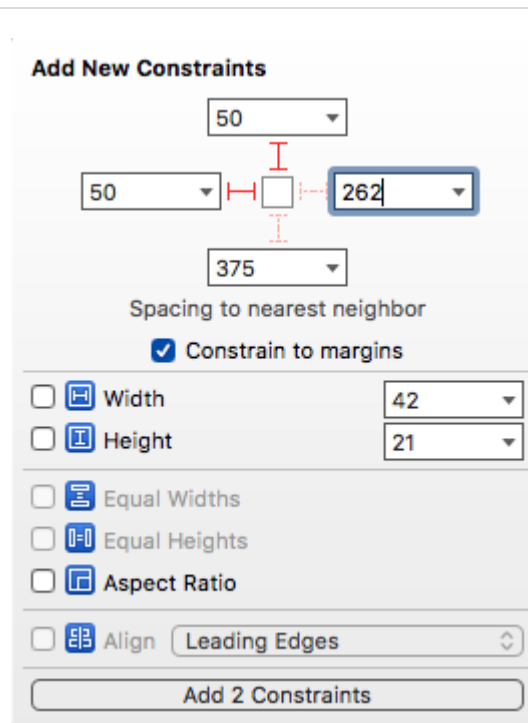 Add New Constraints
50
50 262
375
Spacing to nearest neighbor
Constrain to margins
Width 42
Height 21
Equal Widths
Equal Heights
Aspect Ratio
Align Leading Edges
Add 2 Constraints